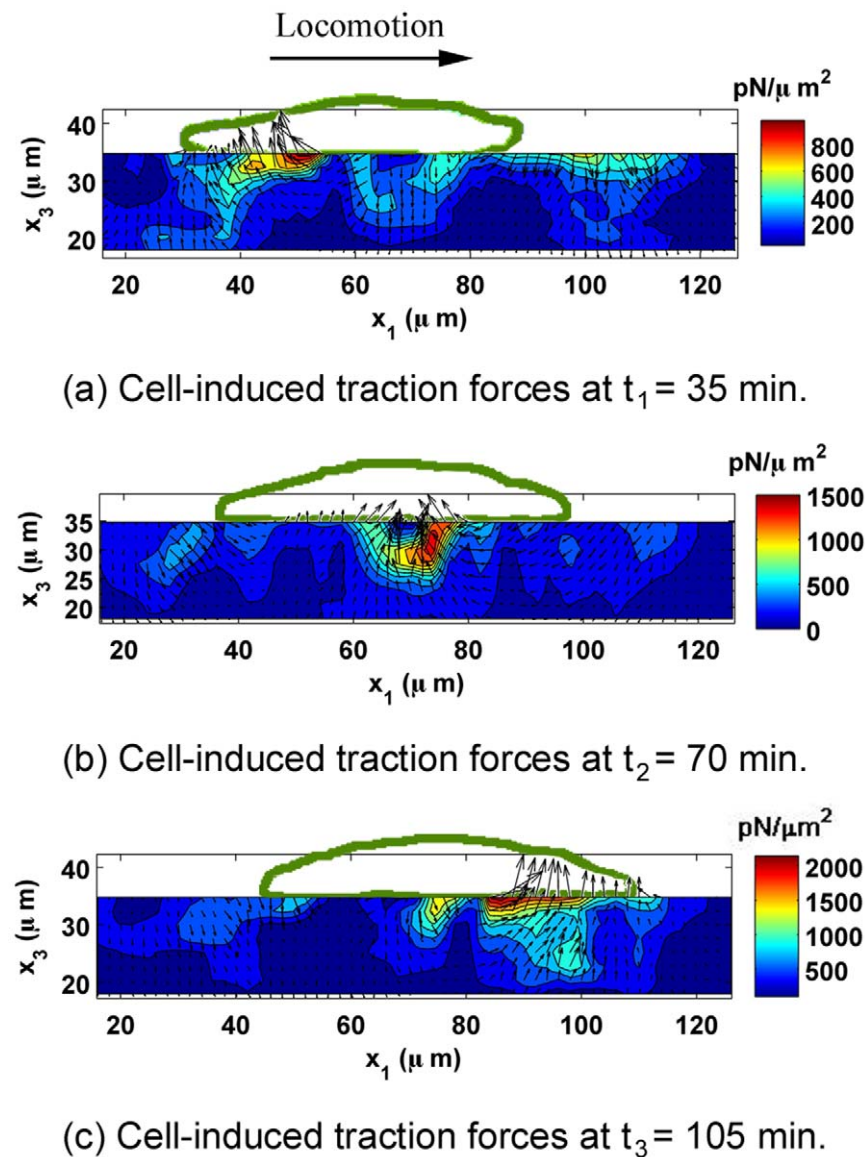 Locomotion
pN/μ m²
40
30
20
x₃ (μ m)
800
600
400
200
20 40 60 80 100 120
x₁ (μ m)
(a) Cell-induced traction forces at t₁ = 35 min.
pN/μ m²
35
30
25
20
x₃ (μ m)
1500
1000
500
0
20 40 60 80 100 120
x₁ (μ m)
(b) Cell-induced traction forces at t₂ = 70 min.
pN/μm²
40
30
20
x₃ (μ m)
2000
1500
1000
500
20 40 60 80 100 120
x₁ (μ m)
(c) Cell-induced traction forces at t₃ = 105 min.